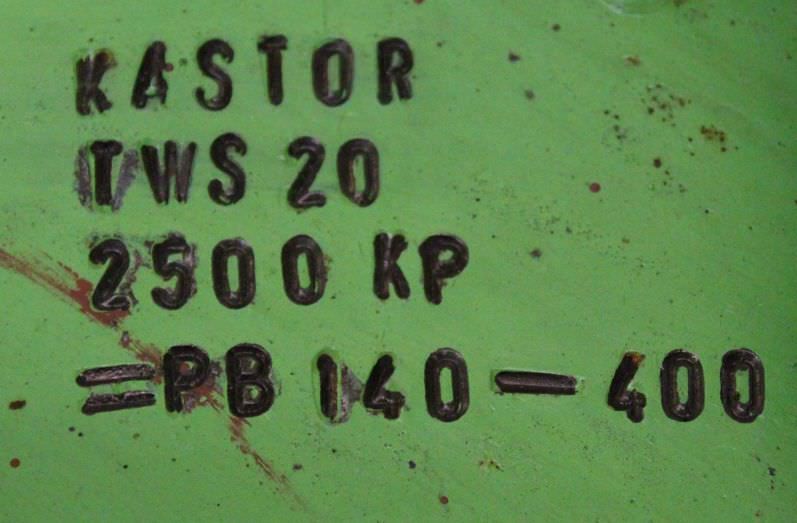 KASTOR
TWS 20
2500 KP
=PB 140 — 400